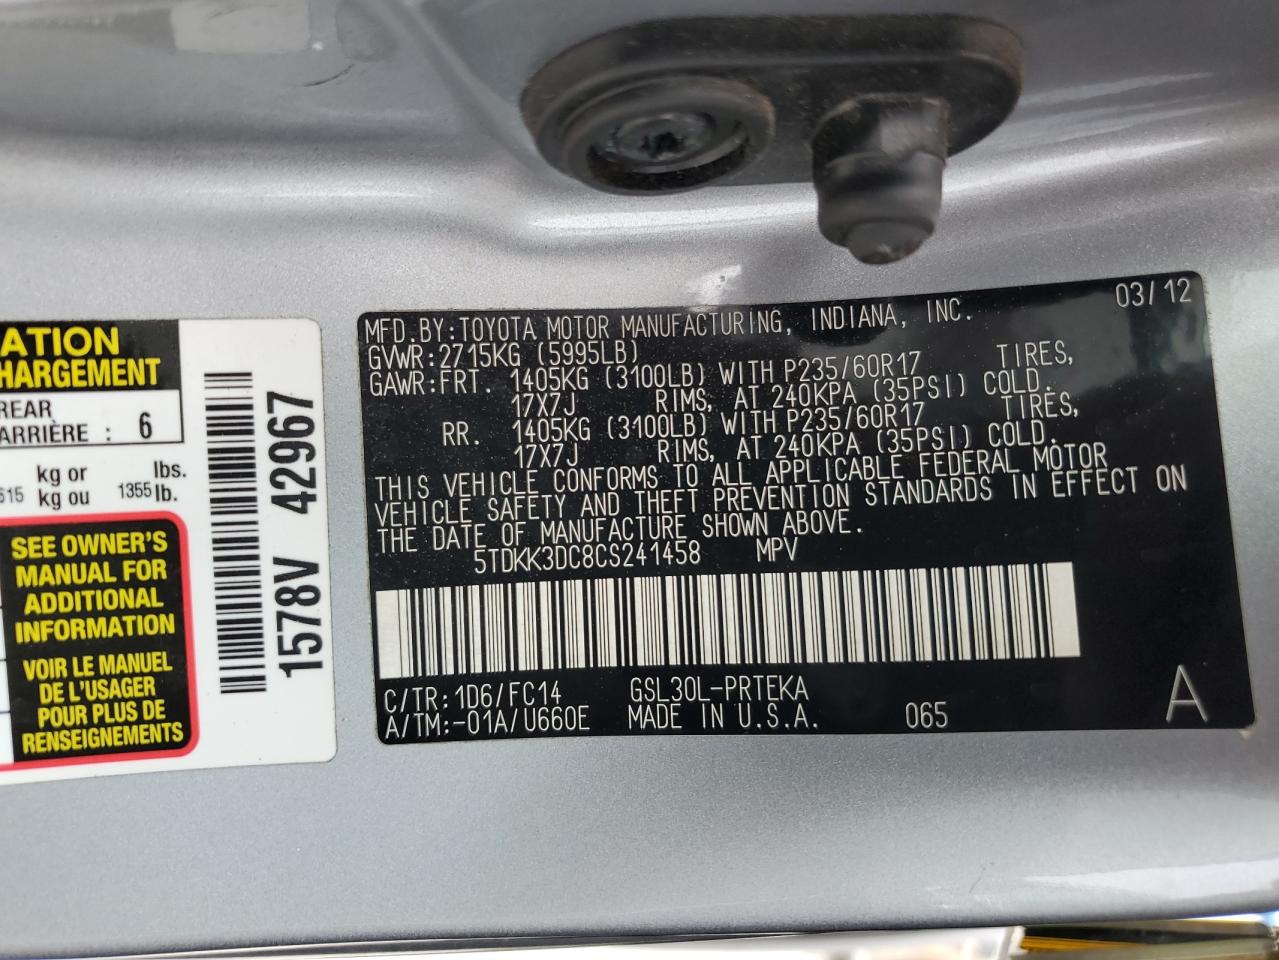 ATION
HARGEMENT
REAR
ARRIÈRE : 6
kg or lbs.
615 kg ou 1355 lb.
SEE OWNER'S
MANUAL FOR
ADDITIONAL
INFORMATION
VOIR LE MANUEL
DE L'USAGER
POUR PLUS DE
RENSEIGNEMENTS
1578V 42967
03/12
MFD.BY:TOYOTA MOTOR MANUFACTURING, INDIANA, INC.
GVWR:2715KG (5995LB)
GAWR:FRT. 1405KG (3100LB) WITH P235/60R17 TIRES,
17X7J RIMS, AT 240KPA (35PSI) COLD.
RR. 1405KG (3100LB) WITH P235/60R17 TIRES,
17X7J RIMS, AT 240KPA (35PSI) COLD.
THIS VEHICLE CONFORMS TO ALL APPLICABLE FEDERAL MOTOR
VEHICLE SAFETY AND THEFT PREVENTION STANDARDS IN EFFECT ON
THE DATE OF MANUFACTURE SHOWN ABOVE.
5TDKK3DC8CS241458 MPV
C/TR:1D6/FC14 GSL30L-PRTEKA
A/TM:-01A/U660E MADE IN U.S.A. 065
A